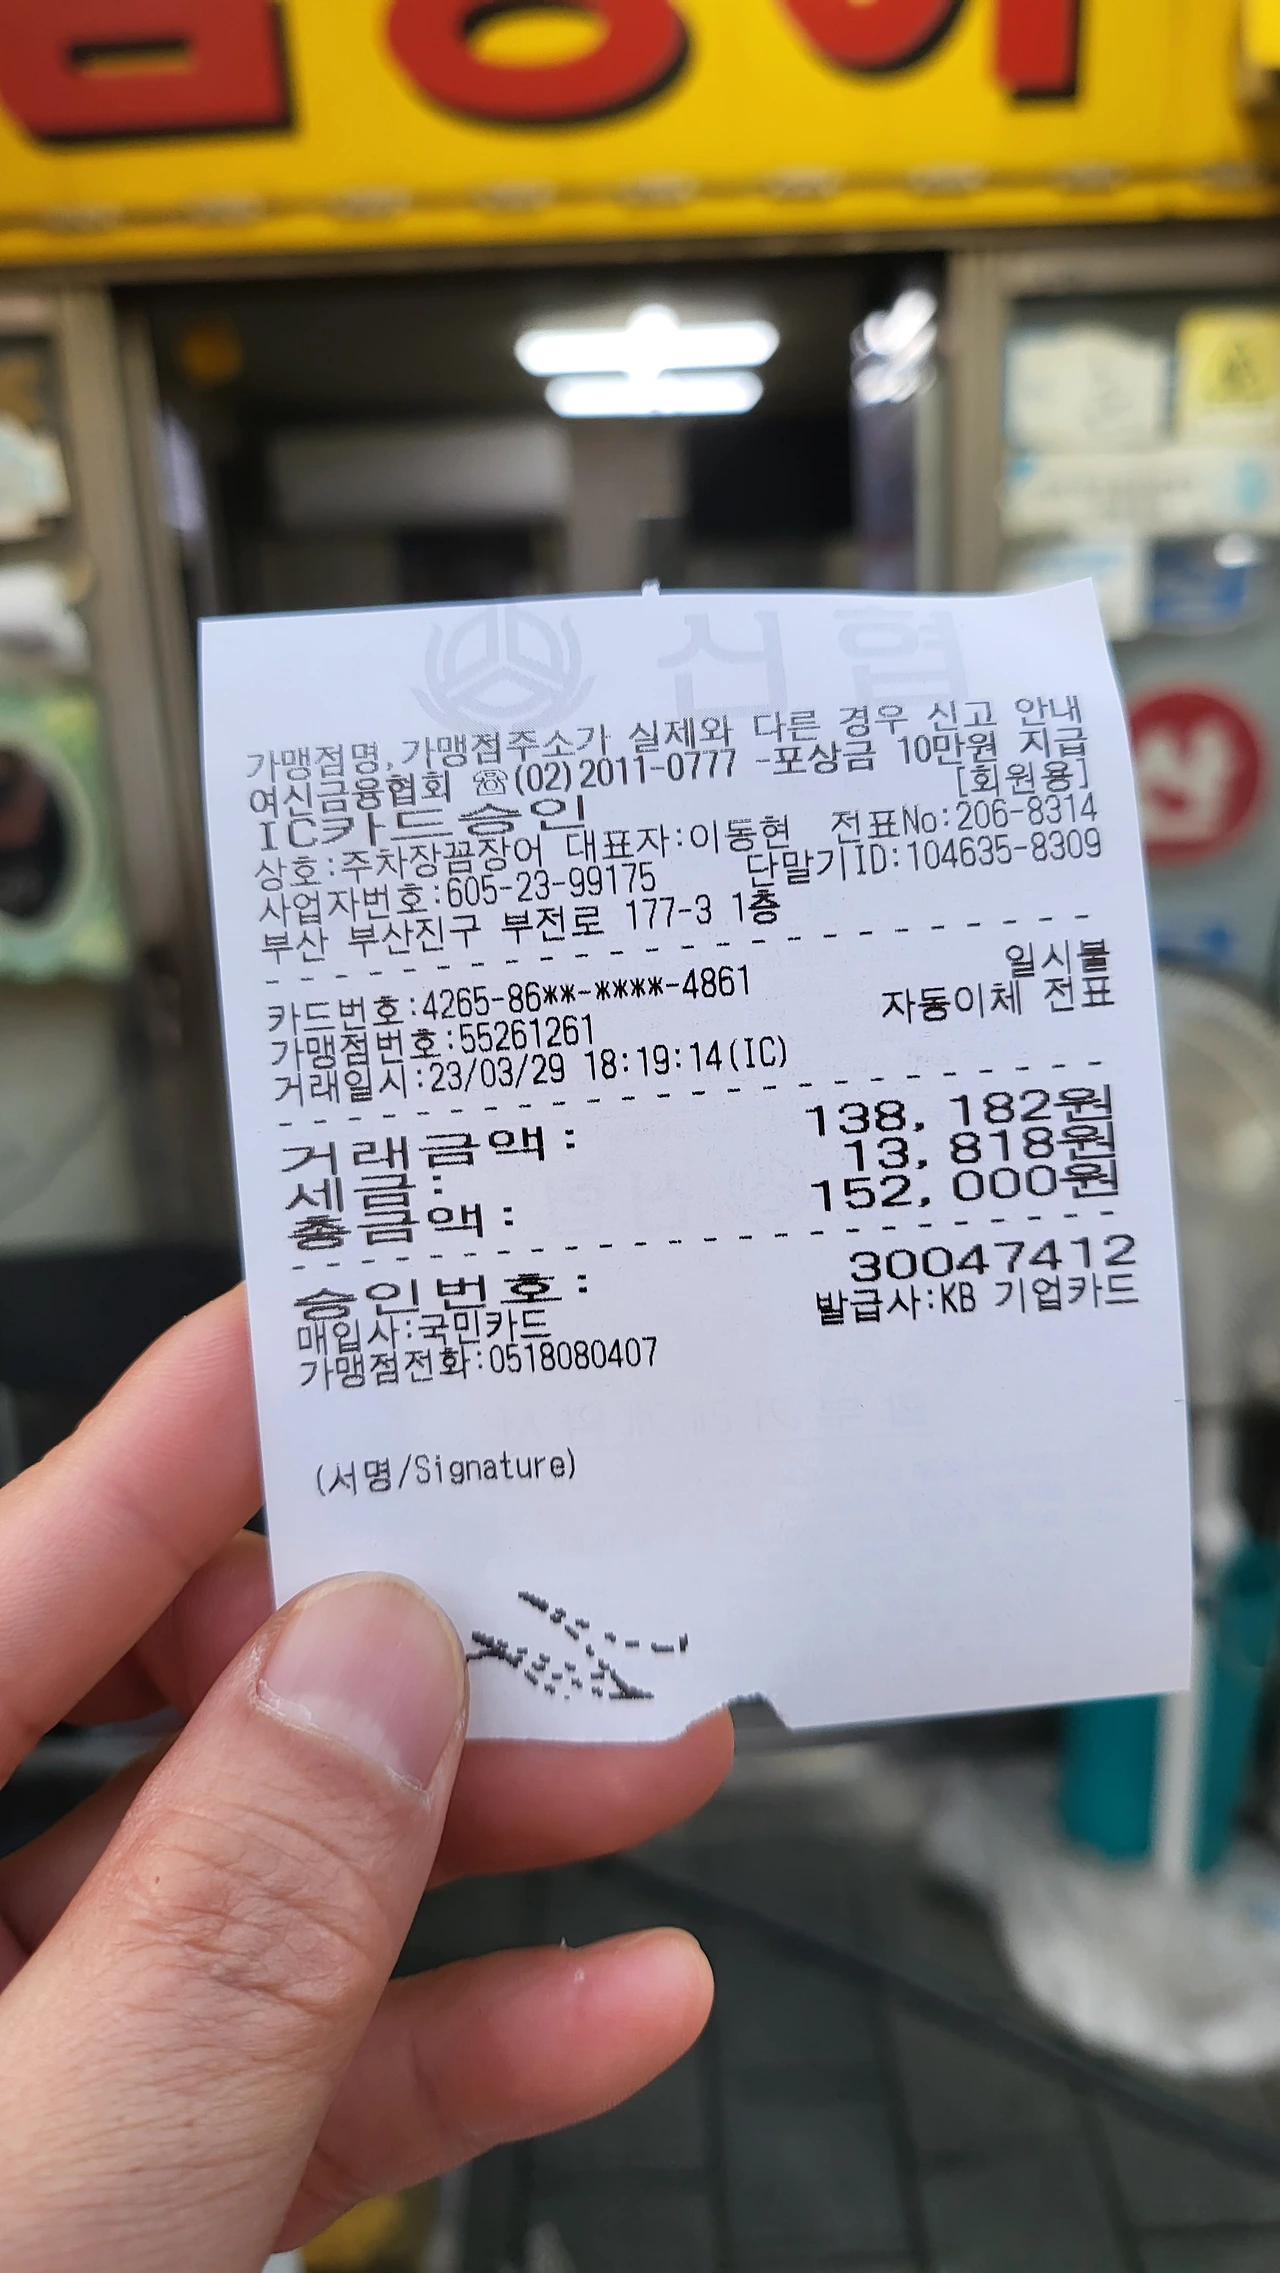 꼼장어
신협
가맹점명,가맹점주소가 실제와 다른 경우 신고 안내
여신금융협회 ☏(02)2011-0777 -포상금 10만원 지급
[회원용]
IC카드승인
상호:주차장꼼장어 대표자:이동현 전표No:206-8314
사업자번호:605-23-99175 단말기ID:104635-8309
부산 부산진구 부전로 177-3 1층
일시불
카드번호:4265-86**-****-4861
자동이체 전표
가맹점번호:55261261
거래일시:23/03/29 18:19:14(IC)
거래금액: 138,182원
세금: 13,818원
총금액: 152,000원
승인번호: 30047412
매입사:국민카드 발급사:KB 기업카드
가맹점전화:0518080407
(서명/Signature)